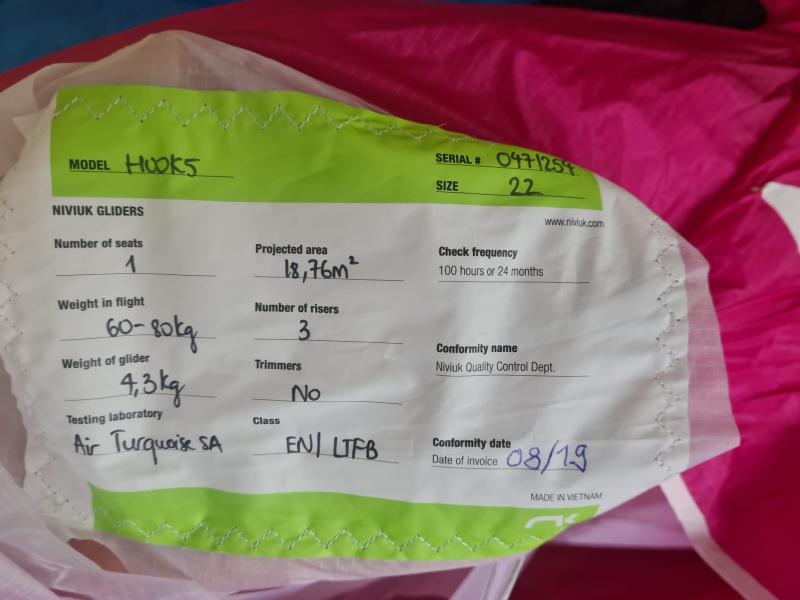 MODEL HOOK5
SERIAL # 0471254
SIZE 22
NIVIUK GLIDERS
www.niviuk.com
Number of seats
1
Weight in flight
60-80kg
Weight of glider
4,3kg
Testing laboratory
Air Turquoise SA
Projected area
18,76m²
Number of risers
3
Trimmers
No
Class
EN/ LTFB
Check frequency
100 hours or 24 months
Conformity name
Niviuk Quality Control Dept.
Conformity date
Date of invoice 08/19
MADE IN VIETNAM